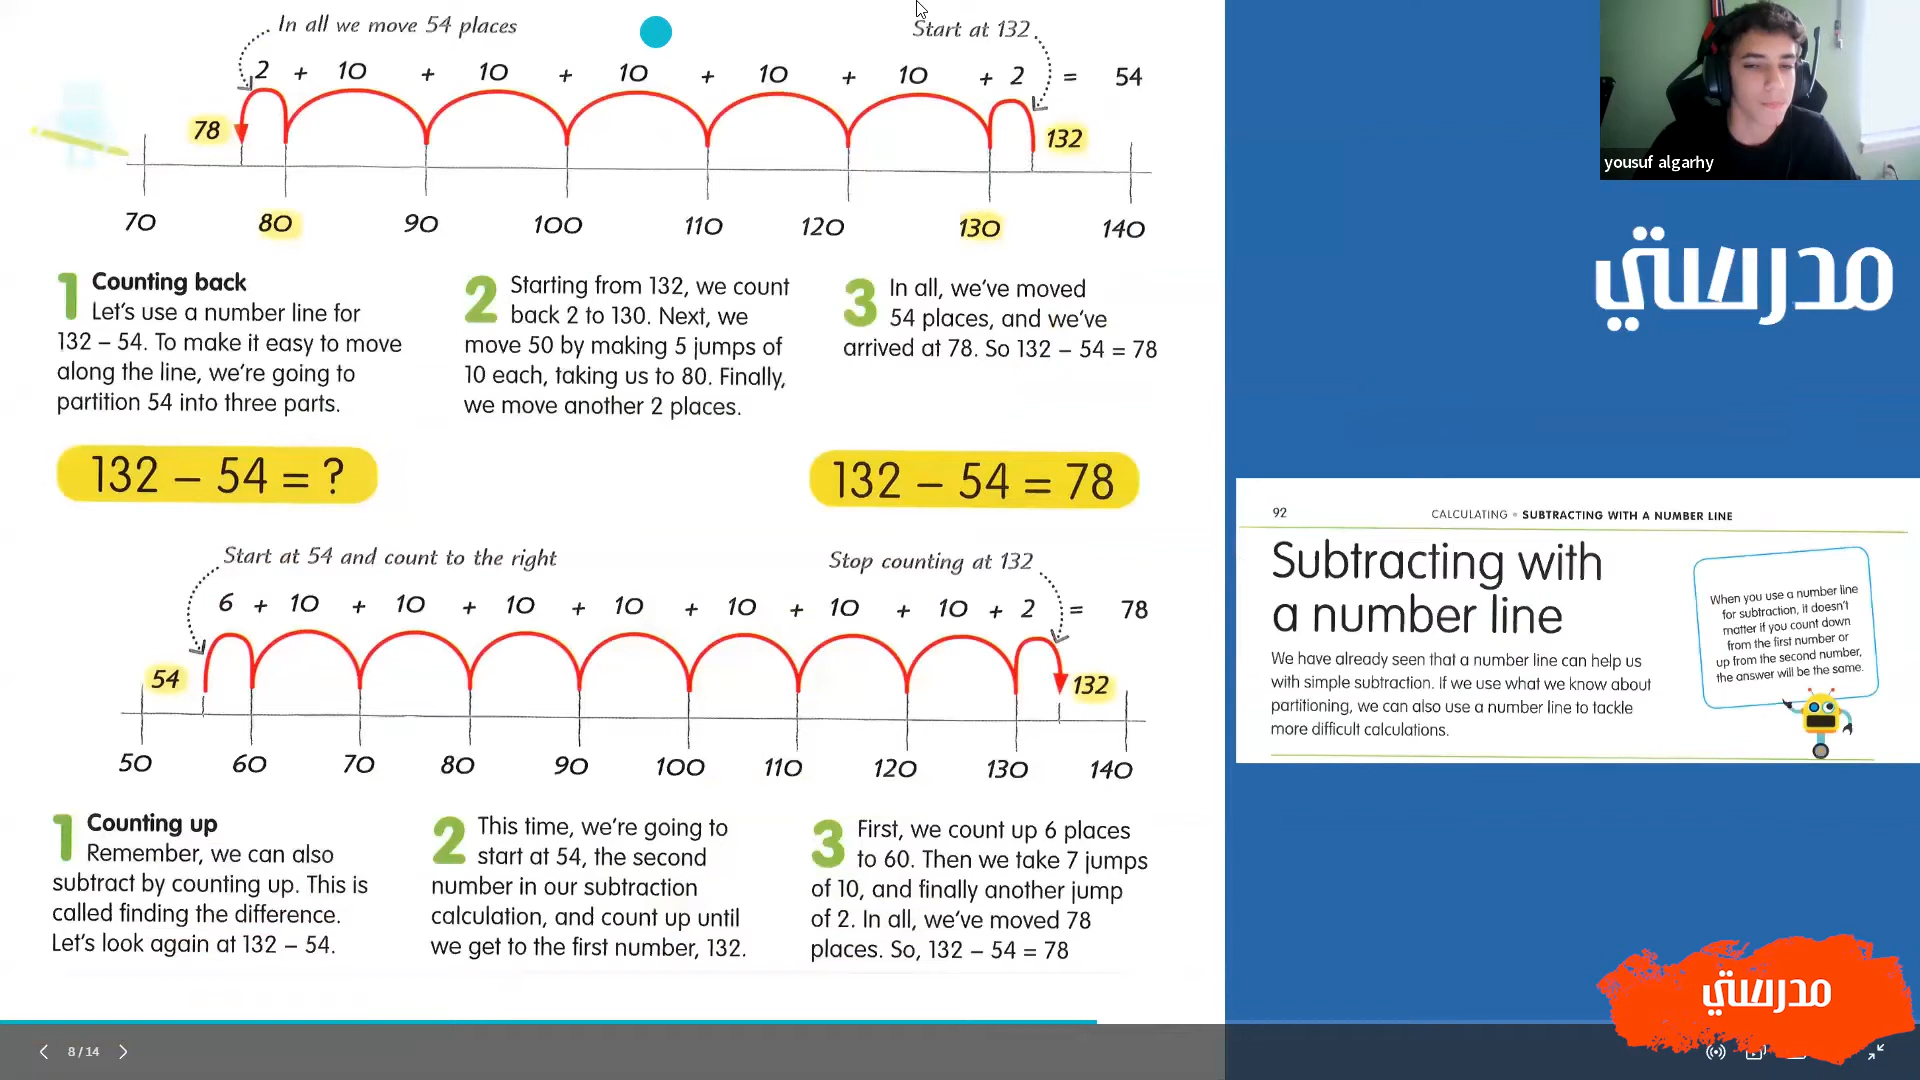 In all we move 54 places
Start at 132
2 + 10 + 10 + 10 + 10 + 10 + 2 = 54
78
132
70 80 90 100 110 120 130 140
1 Counting back
Let's use a number line for
132 – 54. To make it easy to move
along the line, we're going to
partition 54 into three parts.
2 Starting from 132, we count
back 2 to 130. Next, we
move 50 by making 5 jumps of
10 each, taking us to 80. Finally,
we move another 2 places.
3 In all, we've moved
54 places, and we've
arrived at 78. So 132 – 54 = 78
132 – 54 = ?
132 – 54 = 78
Start at 54 and count to the right
Stop counting at 132
6 + 10 + 10 + 10 + 10 + 10 + 10 + 10 + 2 = 78
54
132
50 60 70 80 90 100 110 120 130 140
1 Counting up
Remember, we can also
subtract by counting up. This is
called finding the difference.
Let's look again at 132 – 54.
2 This time, we're going to
start at 54, the second
number in our subtraction
calculation, and count up until
we get to the first number, 132.
3 First, we count up 6 places
to 60. Then we take 7 jumps
of 10, and finally another jump
of 2. In all, we've moved 78
places. So, 132 – 54 = 78
8 / 14
yousuf algarhy
مدرستي
92
CALCULATING • SUBTRACTING WITH A NUMBER LINE
Subtracting with
a number line
We have already seen that a number line can help us
with simple subtraction. If we use what we know about
partitioning, we can also use a number line to tackle
more difficult calculations.
When you use a number line
for subtraction, it doesn't
matter if you count down
from the first number or
up from the second number,
the answer will be the same.
مدرستي